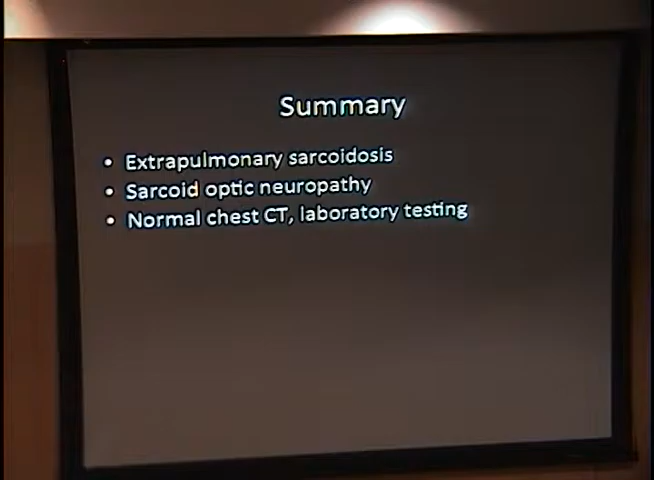 Summary
• Extrapulmonary sarcoidosis
• Sarcoid optic neuropathy
• Normal chest CT, laboratory testing